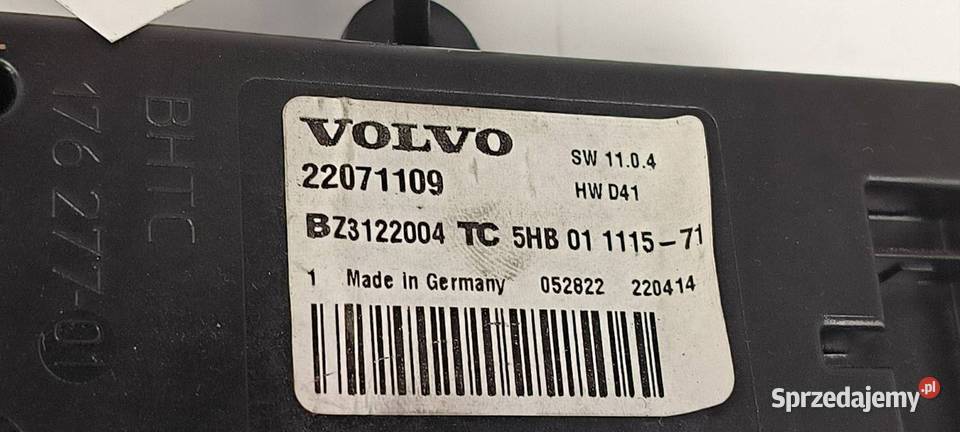 BHTC
176 277-01
VOLVO
22071109
SW 11.0.4
HW D41
BZ3122004 TC 5HB 01 1115-71
1 Made in Germany 052822 220414
Sprzedajemy.pl